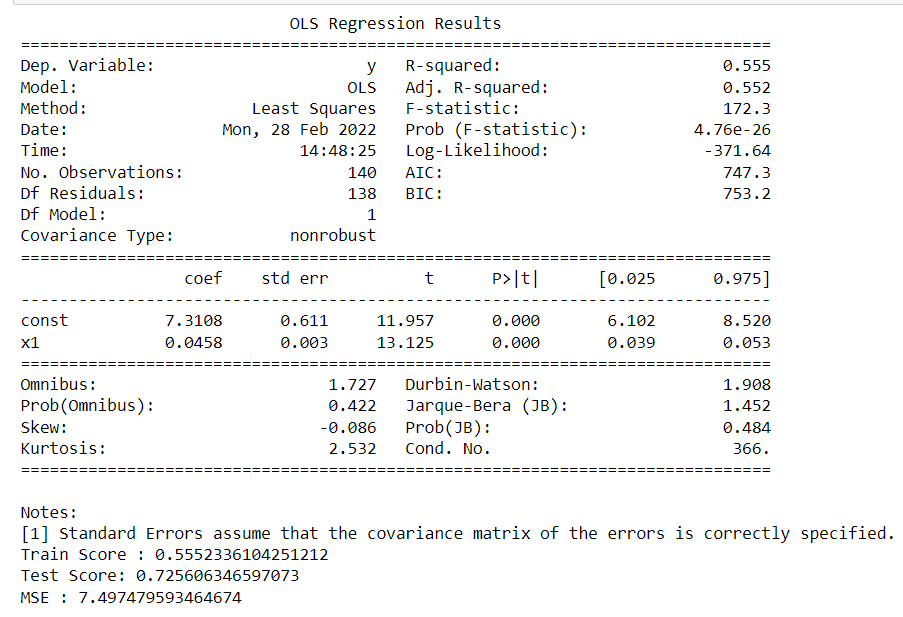 OLS Regression Results
==============================================================================
Dep. Variable: y R-squared: 0.555
Model: OLS Adj. R-squared: 0.552
Method: Least Squares F-statistic: 172.3
Date: Mon, 28 Feb 2022 Prob (F-statistic): 4.76e-26
Time: 14:48:25 Log-Likelihood: -371.64
No. Observations: 140 AIC: 747.3
Df Residuals: 138 BIC: 753.2
Df Model: 1
Covariance Type: nonrobust
==============================================================================
coef std err t P>|t| [0.025 0.975]
------------------------------------------------------------------------------
const 7.3108 0.611 11.957 0.000 6.102 8.520
x1 0.0458 0.003 13.125 0.000 0.039 0.053
==============================================================================
Omnibus: 1.727 Durbin-Watson: 1.908
Prob(Omnibus): 0.422 Jarque-Bera (JB): 1.452
Skew: -0.086 Prob(JB): 0.484
Kurtosis: 2.532 Cond. No. 366.
==============================================================================
Notes:
[1] Standard Errors assume that the covariance matrix of the errors is correctly specified.
Train Score : 0.5552336104251212
Test Score: 0.725606346597073
MSE : 7.497479593464674